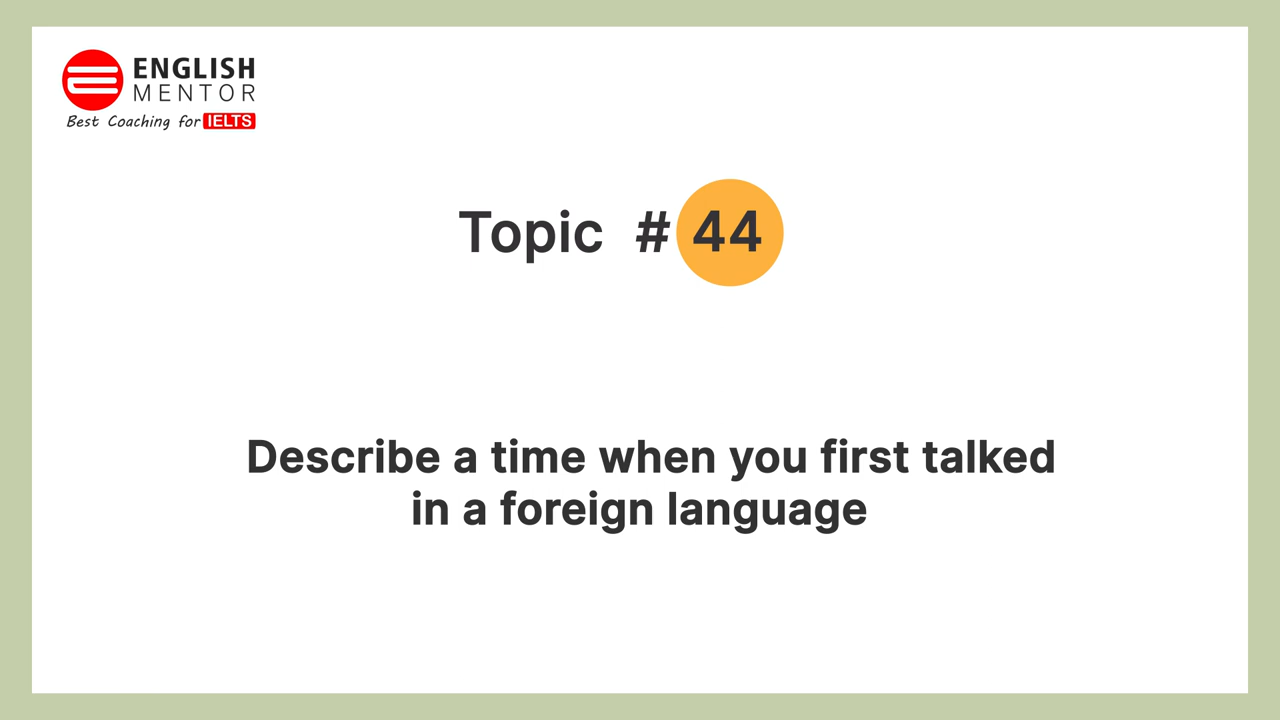 ENGLISH
MENTOR
Best Coaching for IELTS
Topic # 44
Describe a time when you first talked
in a foreign language